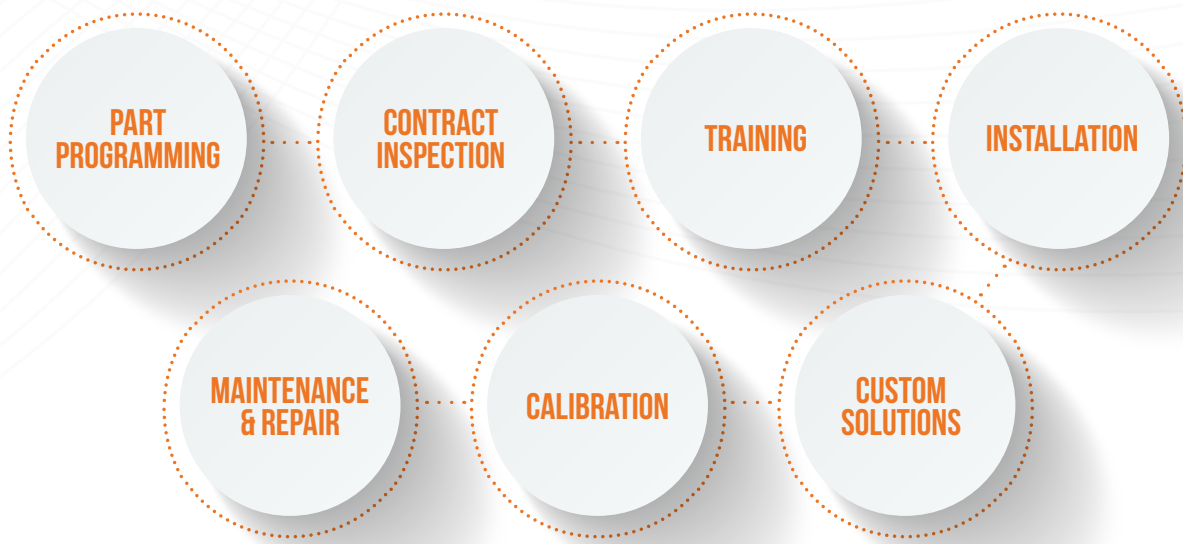 PART
PROGRAMMING
CONTRACT
INSPECTION
TRAINING
INSTALLATION
MAINTENANCE
& REPAIR
CALIBRATION
CUSTOM
SOLUTIONS